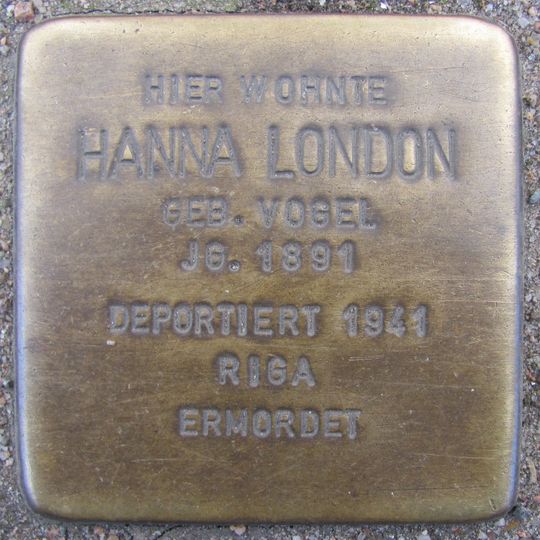 HIER WOHNTE
HANNA LONDON
GEB. VOGEL
JG. 1891
DEPORTIERT 1941
RIGA
ERMORDET